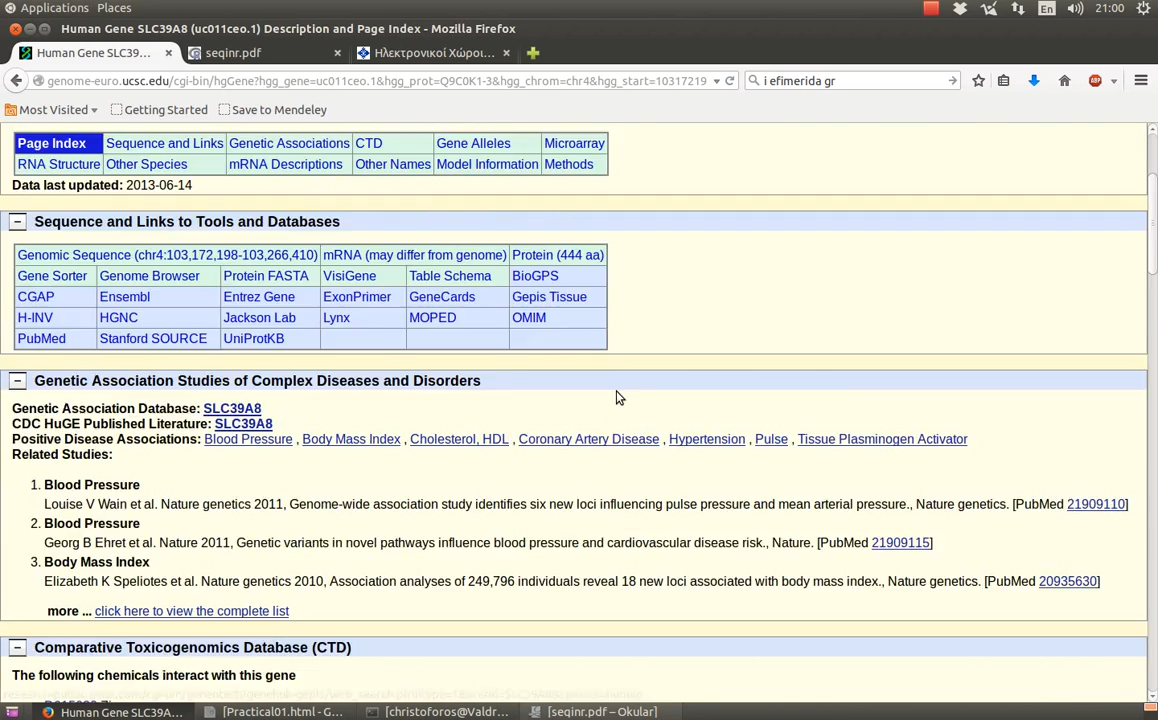 Applications Places En 21:00
Human Gene SLC39A8 (uc011ceo.1) Description and Page Index - Mozilla Firefox
Human Gene SLC39... seqinr.pdf Ηλεκτρονικοί Χώροι...
genome-euro.ucsc.edu/cgi-bin/hgGene?hgg_gene=uc011ceo.1&hgg_prot=Q9C0K1-3&hgg_chrom=chr4&hgg_start=10317219 i efimerida gr
Most Visited Getting Started Save to Mendeley
Page Index Sequence and Links Genetic Associations CTD Gene Alleles Microarray
RNA Structure Other Species mRNA Descriptions Other Names Model Information Methods
Data last updated: 2013-06-14
Sequence and Links to Tools and Databases
Genomic Sequence (chr4:103,172,198-103,266,410) mRNA (may differ from genome) Protein (444 aa)
Gene Sorter Genome Browser Protein FASTA VisiGene Table Schema BioGPS
CGAP Ensembl Entrez Gene ExonPrimer GeneCards Gepis Tissue
H-INV HGNC Jackson Lab Lynx MOPED OMIM
PubMed Stanford SOURCE UniProtKB
Genetic Association Studies of Complex Diseases and Disorders
Genetic Association Database: SLC39A8
CDC HuGE Published Literature: SLC39A8
Positive Disease Associations: Blood Pressure , Body Mass Index , Cholesterol, HDL , Coronary Artery Disease , Hypertension , Pulse , Tissue Plasminogen Activator
Related Studies:
1. Blood Pressure
Louise V Wain et al. Nature genetics 2011, Genome-wide association study identifies six new loci influencing pulse pressure and mean arterial pressure., Nature genetics. [PubMed 21909110]
2. Blood Pressure
Georg B Ehret et al. Nature 2011, Genetic variants in novel pathways influence blood pressure and cardiovascular disease risk., Nature. [PubMed 21909115]
3. Body Mass Index
Elizabeth K Speliotes et al. Nature genetics 2010, Association analyses of 249,796 individuals reveal 18 new loci associated with body mass index., Nature genetics. [PubMed 20935630]
more ... click here to view the complete list
Comparative Toxicogenomics Database (CTD)
The following chemicals interact with this gene
Human Gene SLC39A... [Practical01.html - G... [christoforos@Valdr... [seqinr.pdf – Okular]